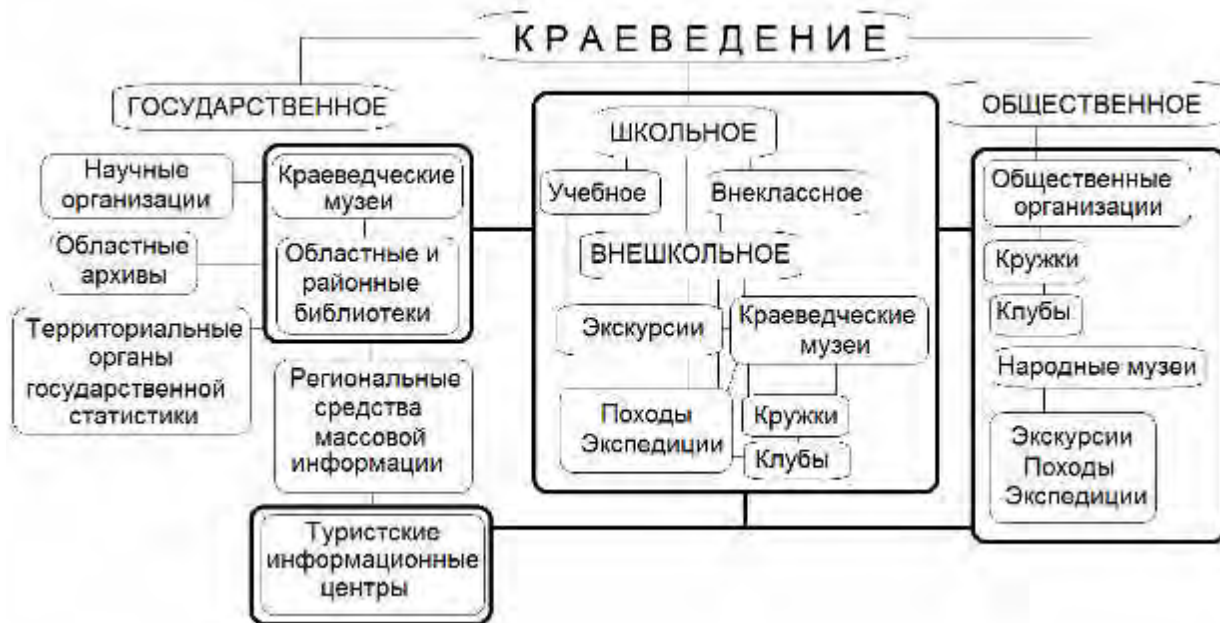 КРАЕВЕДЕНИЕ
ГОСУДАРСТВЕННОЕ
Научные
организации
Областные
архивы
Территориальные
органы
государственной
статистики
Краеведческие
музеи
Областные и
районные
библиотеки
Региональные
средства
массовой
информации
Туристские
информационные
центры
ШКОЛЬНОЕ
Учебное
Внеклассное
ВНЕШКОЛЬНОЕ
Экскурсии
Краеведческие
музеи
Походы
Экспедиции
Кружки
Клубы
ОБЩЕСТВЕННОЕ
Общественные
организации
Кружки
Клубы
Народные музеи
Экскурсии
Походы
Экспедиции